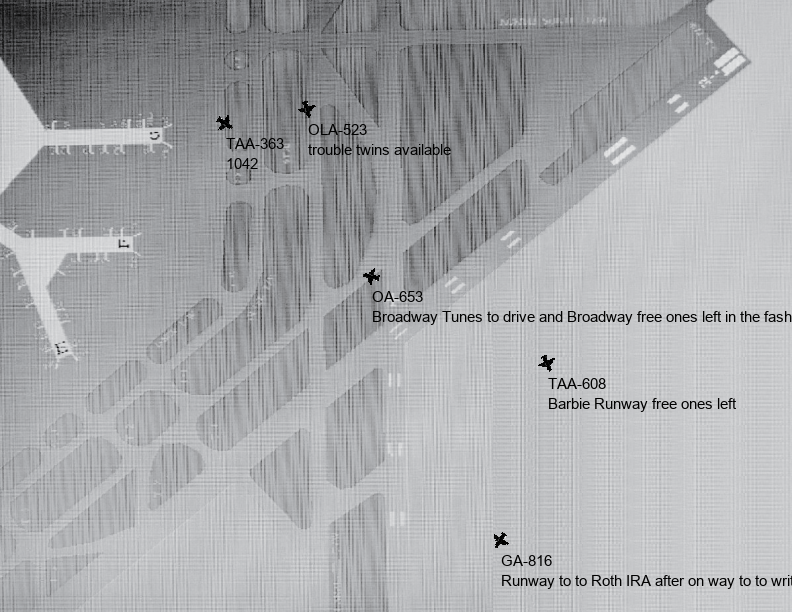 OLA-523
trouble twins available
TAA-363
1042
OA-653
Broadway Tunes to drive and Broadway free ones left in the fash
TAA-608
Barbie Runway free ones left
GA-816
Runway to to Roth IRA after on way to to writ